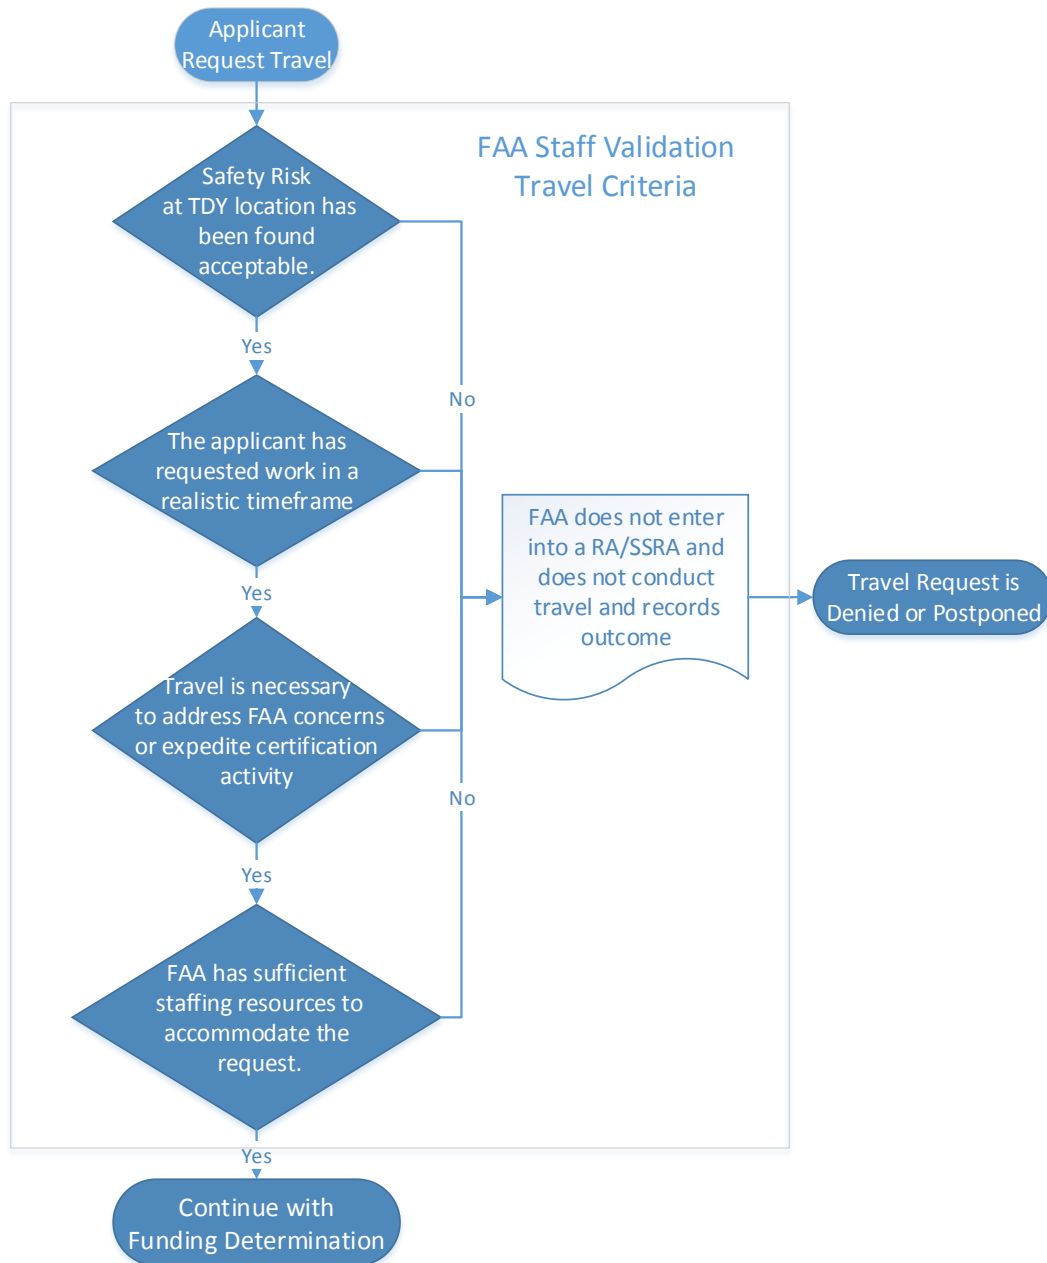 Applicant
Request Travel
FAA Staff Validation
Travel Criteria
Safety Risk
at TDY location has
been found
acceptable.
Yes
No
The applicant has
requested work in a
realistic timeframe
Yes
FAA does not enter
into a RA/SSRA and
does not conduct
travel and records
outcome
Travel Request is
Denied or Postponed
Travel is necessary
to address FAA concerns
or expedite certification
activity
No
Yes
FAA has sufficient
staffing resources to
accommodate the
request.
Yes
Continue with
Funding Determination